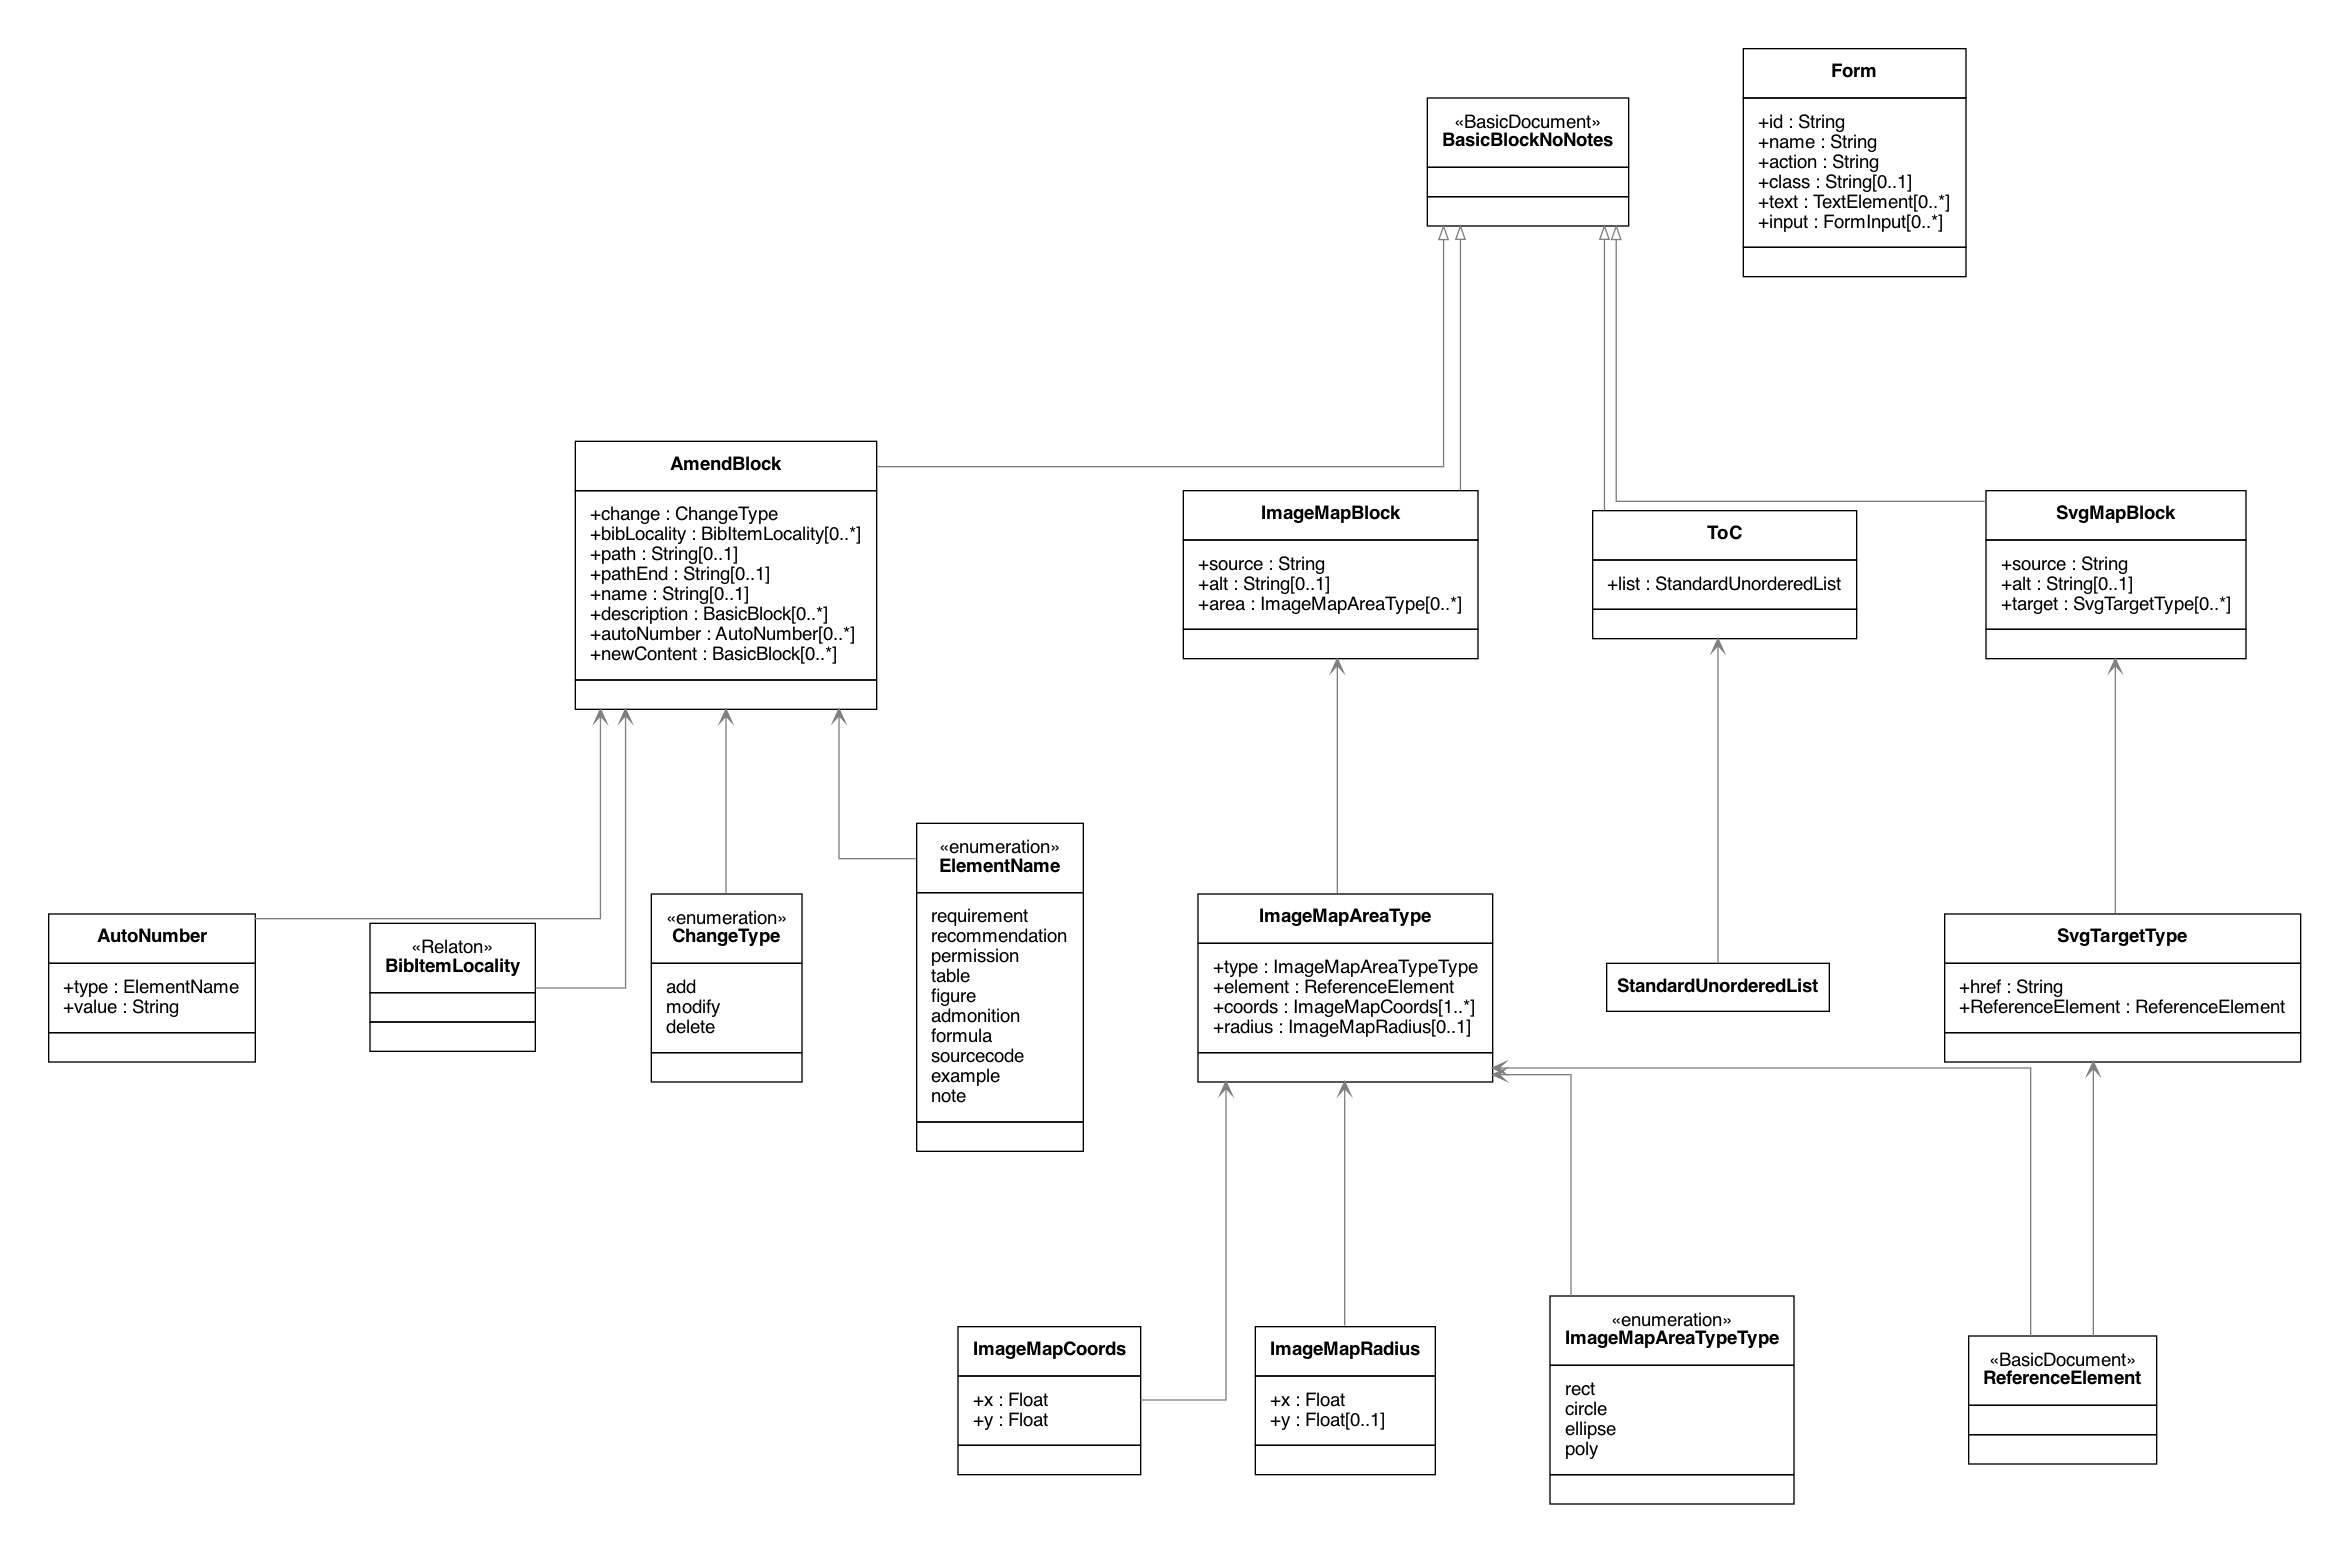 Form
+id : String
+name : String
+action : String
+class : String[0..1]
+text : TextElement[0..*]
+input : FormInput[0..*]
«BasicDocument»
BasicBlockNoNotes
AmendBlock
+change : ChangeType
+bibLocality : BibItemLocality[0..*]
+path : String[0..1]
+pathEnd : String[0..1]
+name : String[0..1]
+description : BasicBlock[0..*]
+autoNumber : AutoNumber[0..*]
+newContent : BasicBlock[0..*]
ImageMapBlock
+source : String
+alt : String[0..1]
+area : ImageMapAreaType[0..*]
ToC
+list : StandardUnorderedList
SvgMapBlock
+source : String
+alt : String[0..1]
+target : SvgTargetType[0..*]
AutoNumber
+type : ElementName
+value : String
«Relaton»
BibItemLocality
«enumeration»
ChangeType
add
modify
delete
«enumeration»
ElementName
requirement
recommendation
permission
table
figure
admonition
formula
sourcecode
example
note
ImageMapAreaType
+type : ImageMapAreaTypeType
+element : ReferenceElement
+coords : ImageMapCoords[1..*]
+radius : ImageMapRadius[0..1]
StandardUnorderedList
SvgTargetType
+href : String
+ReferenceElement : ReferenceElement
ImageMapCoords
+x : Float
+y : Float
ImageMapRadius
+x : Float
+y : Float[0..1]
«enumeration»
ImageMapAreaTypeType
rect
circle
ellipse
poly
«BasicDocument»
ReferenceElement